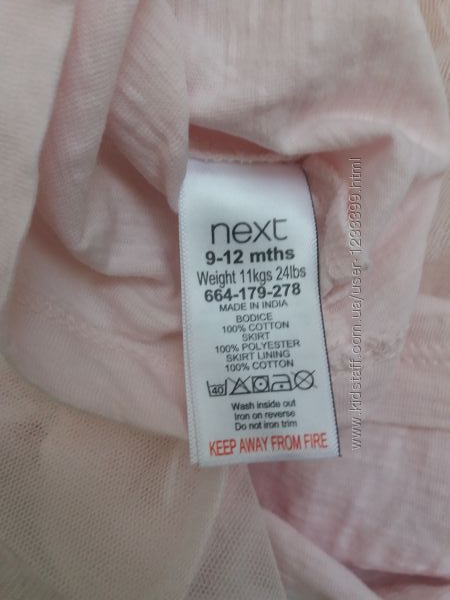 next
9-12 mths
Weight 11kgs 24lbs
664-179-278
MADE IN INDIA
BODICE
100% COTTON
SKIRT
100% POLYESTER
SKIRT LINING
100% COTTON
40
Wash inside out
Iron on reverse
Do not iron trim
KEEP AWAY FROM FIRE
www.kidstaff.com.ua/user-1233399.html